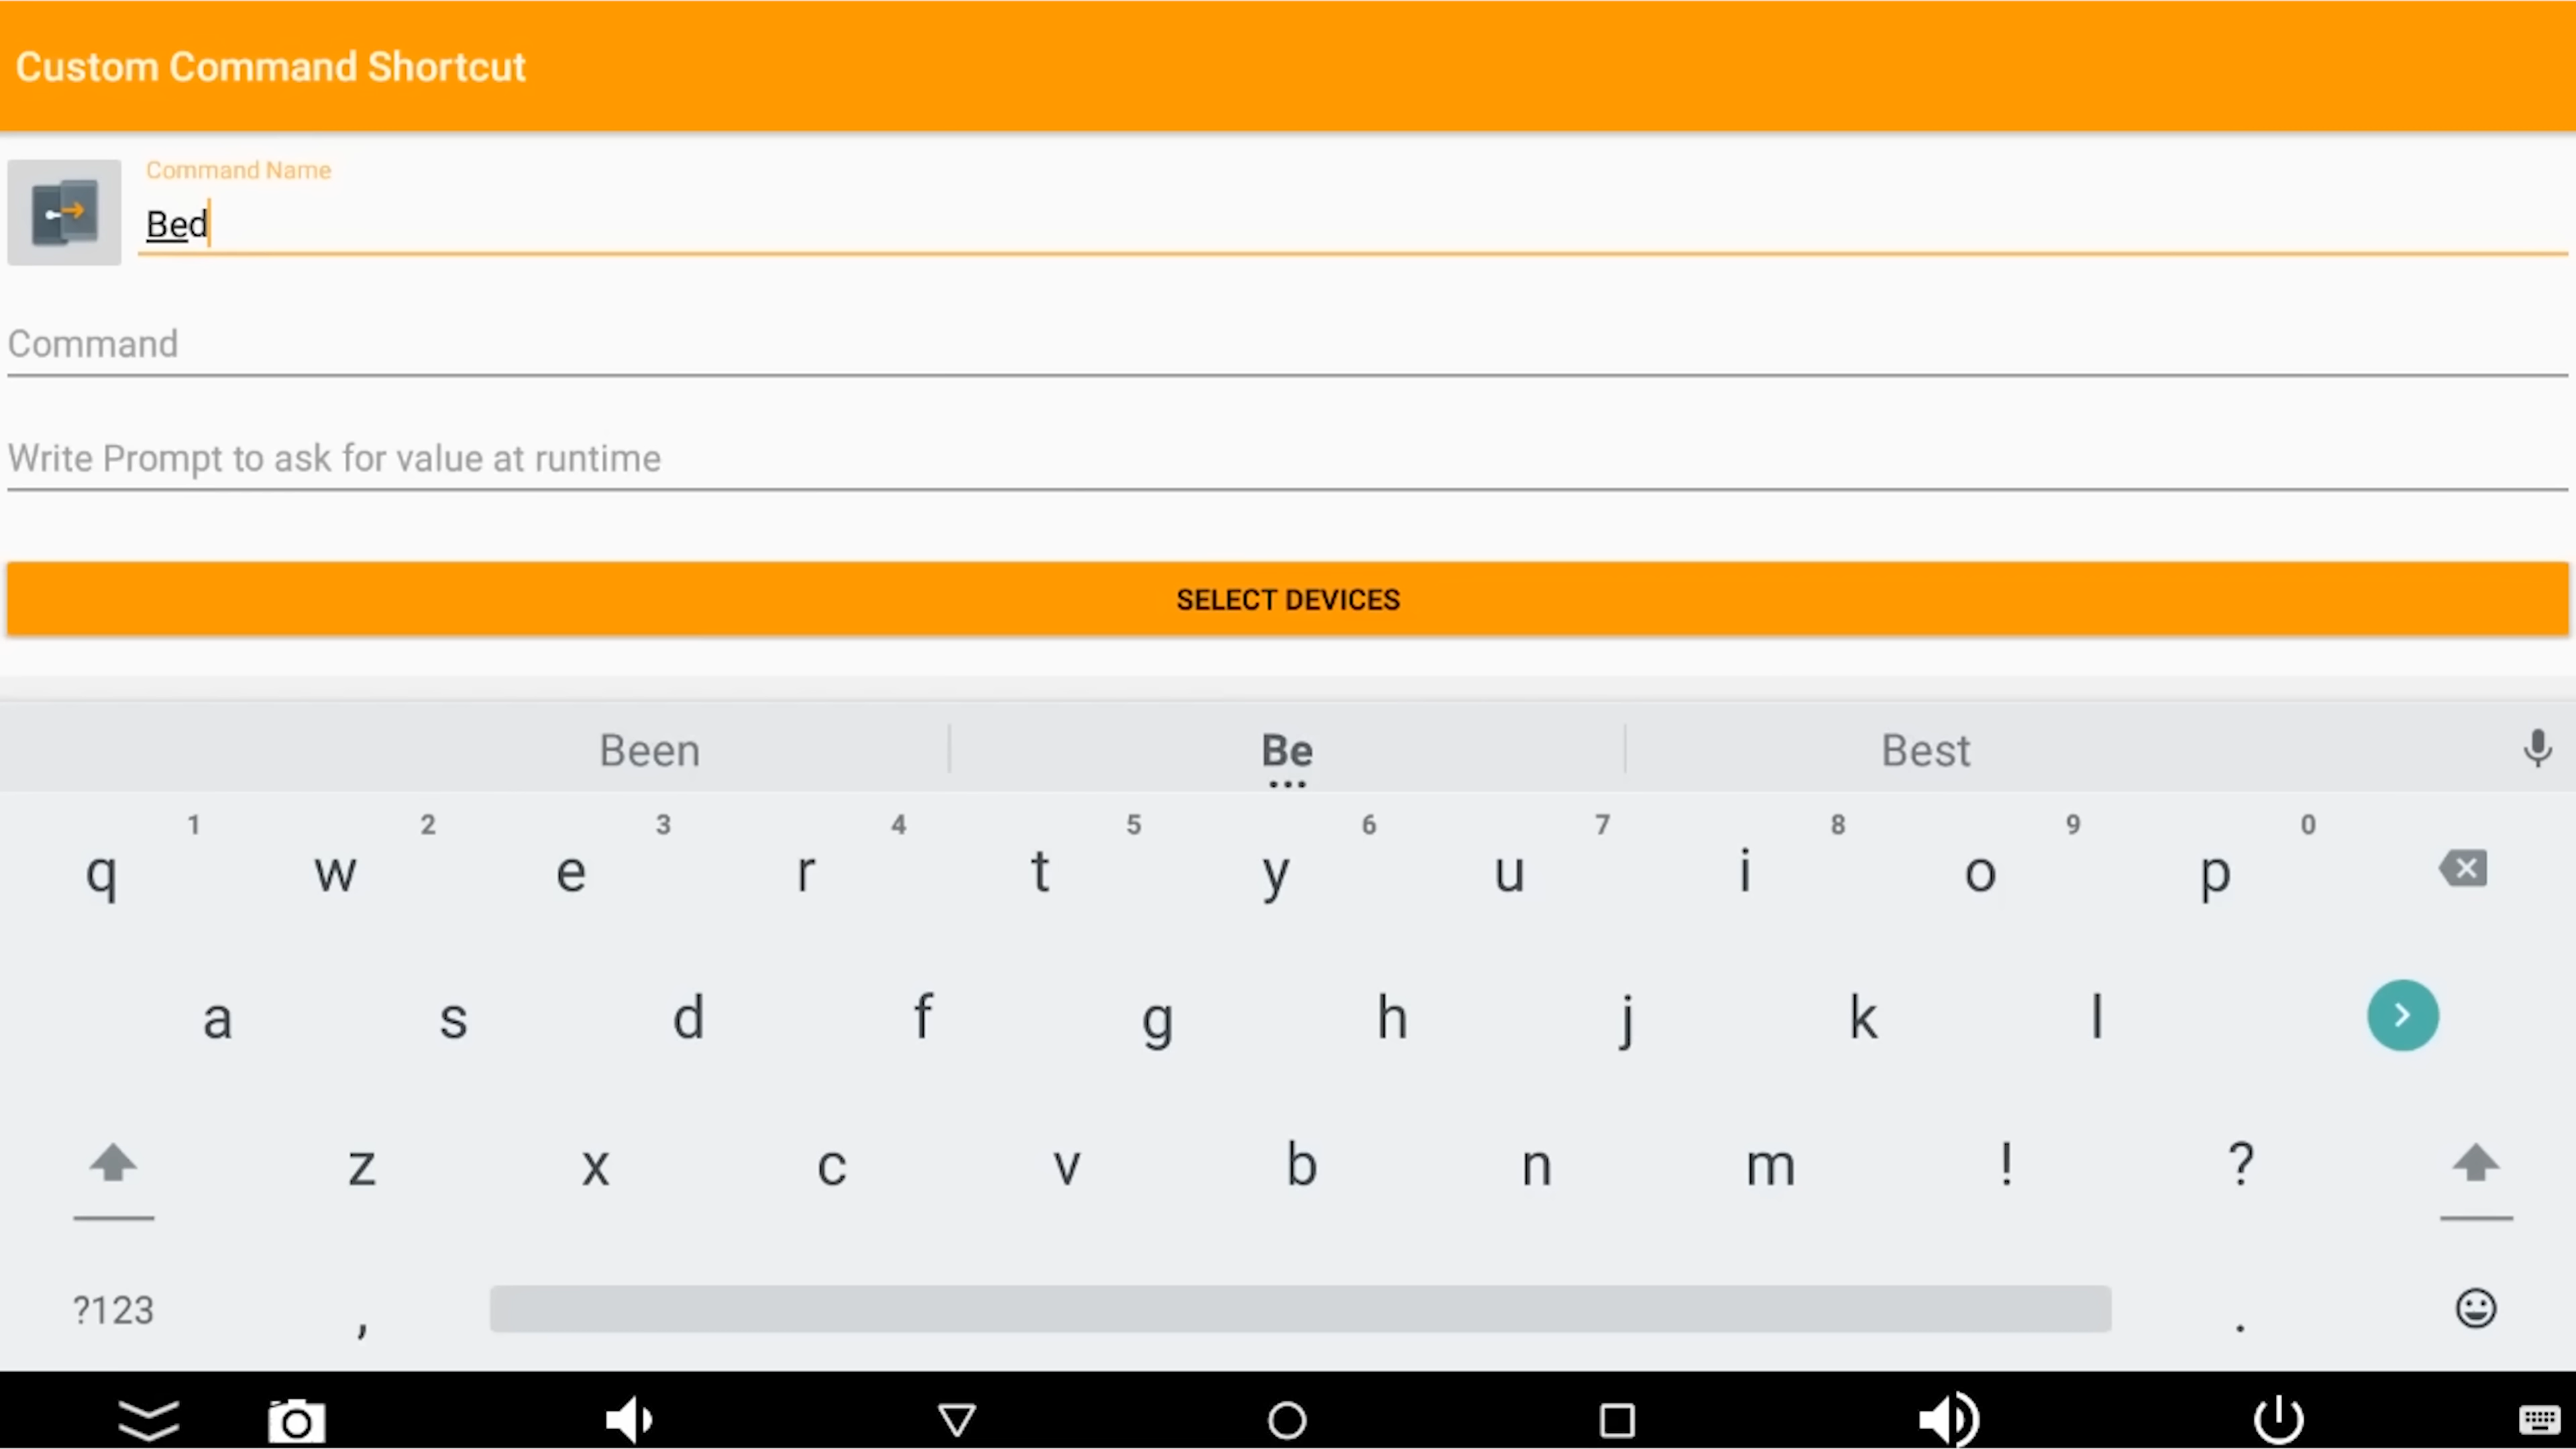 Custom Command Shortcut
Command Name
Bed
Command
Write Prompt to ask for value at runtime
SELECT DEVICES
Been Be Best
...
1 2 3 4 5 6 7 8 9 0
q w e r t y u i o p
a s d f g h j k l
z x c v b n m ! ?
?123 , .